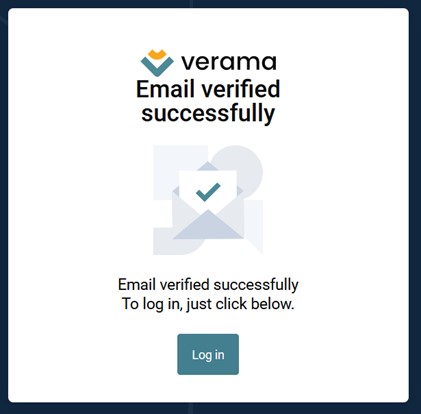 verama
Email verified
successfully
Email verified successfully
To log in, just click below.
Log in